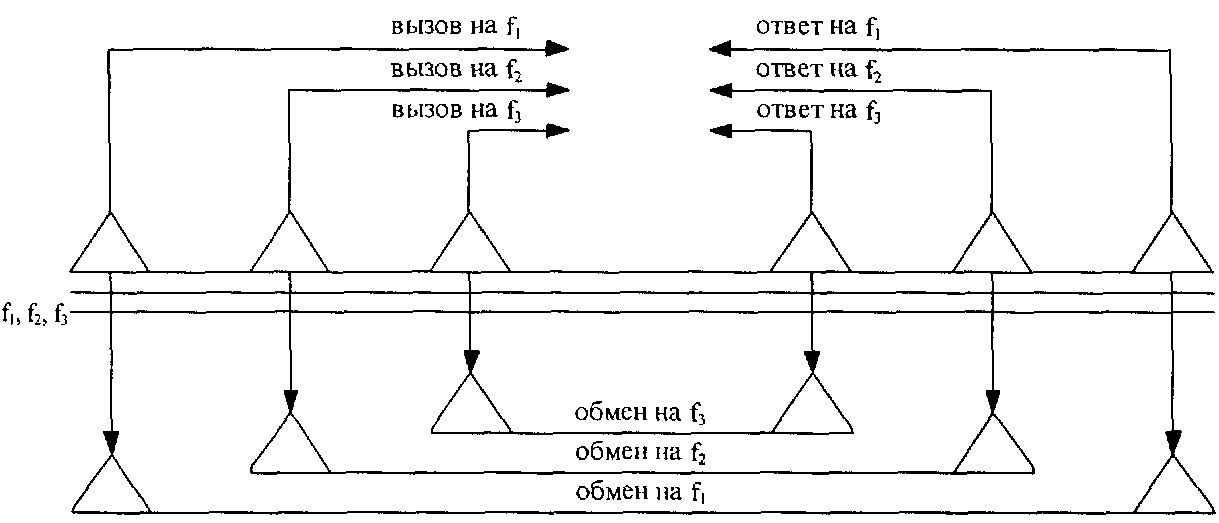 вызов на f₁ ответ на f₁
вызов на f₂ ответ на f₂
вызов на f₃ ответ на f₃
f₁, f₂, f₃
обмен на f₃
обмен на f₂
обмен на f₁